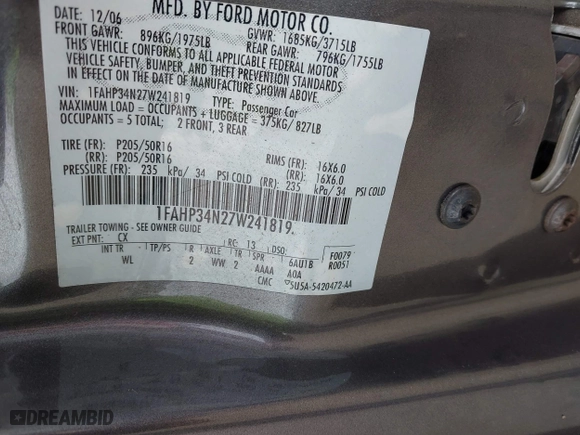 DATE: 12/06 MFD. BY FORD MOTOR CO.
FRONT GAWR: 896KG/1975LB GVWR: 1685KG/3715LB
REAR GAWR: 796KG/1755LB
VEHICLE CONFORMS TO ALL APPLICABLE FEDERAL MOTOR
VEHICLE SAFETY, BUMPER, AND THEFT PREVENTION STANDARDS
IN EFFECT ON THE DATE OF MANUFACTURE SHOWN ABOVE.
VIN: 1FAHP34N27W241819 TYPE: Passenger Car
MAXIMUM LOAD = OCCUPANTS + LUGGAGE = 375KG/ 827LB
OCCUPANTS = 5 TOTAL: 2 FRONT, 3 REAR
TIRE (FR): P205/50R16 RIMS (FR): 16X6.0
(RR): P205/50R16 (RR): 16X6.0
PRESSURE (FR): 235 kPa/ 34 PSI COLD (RR): 235 kPa/ 34 PSI COLD
1FAHP34N27W241819.
TRAILER TOWING - SEE OWNER GUIDE
EXT PNT: CX RC: 13 DSO:
INT TR - TP/PS R AXLE TR SPR 6AU1B F0079
WL 2 WW 2 AAAA A0A R0051
CMC 5U5A-5420472-AA
DREAMBID